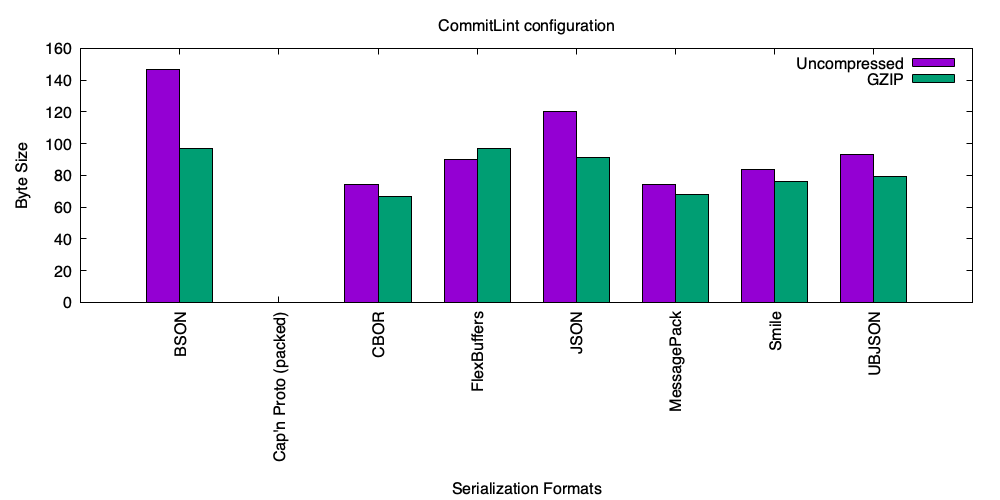 CommitLint configuration
Uncompressed
GZIP
Byte Size
160
140
120
100
80
60
40
20
0
BSON
Cap'n Proto (packed)
CBOR
FlexBuffers
JSON
MessagePack
Smile
UBJSON
Serialization Formats